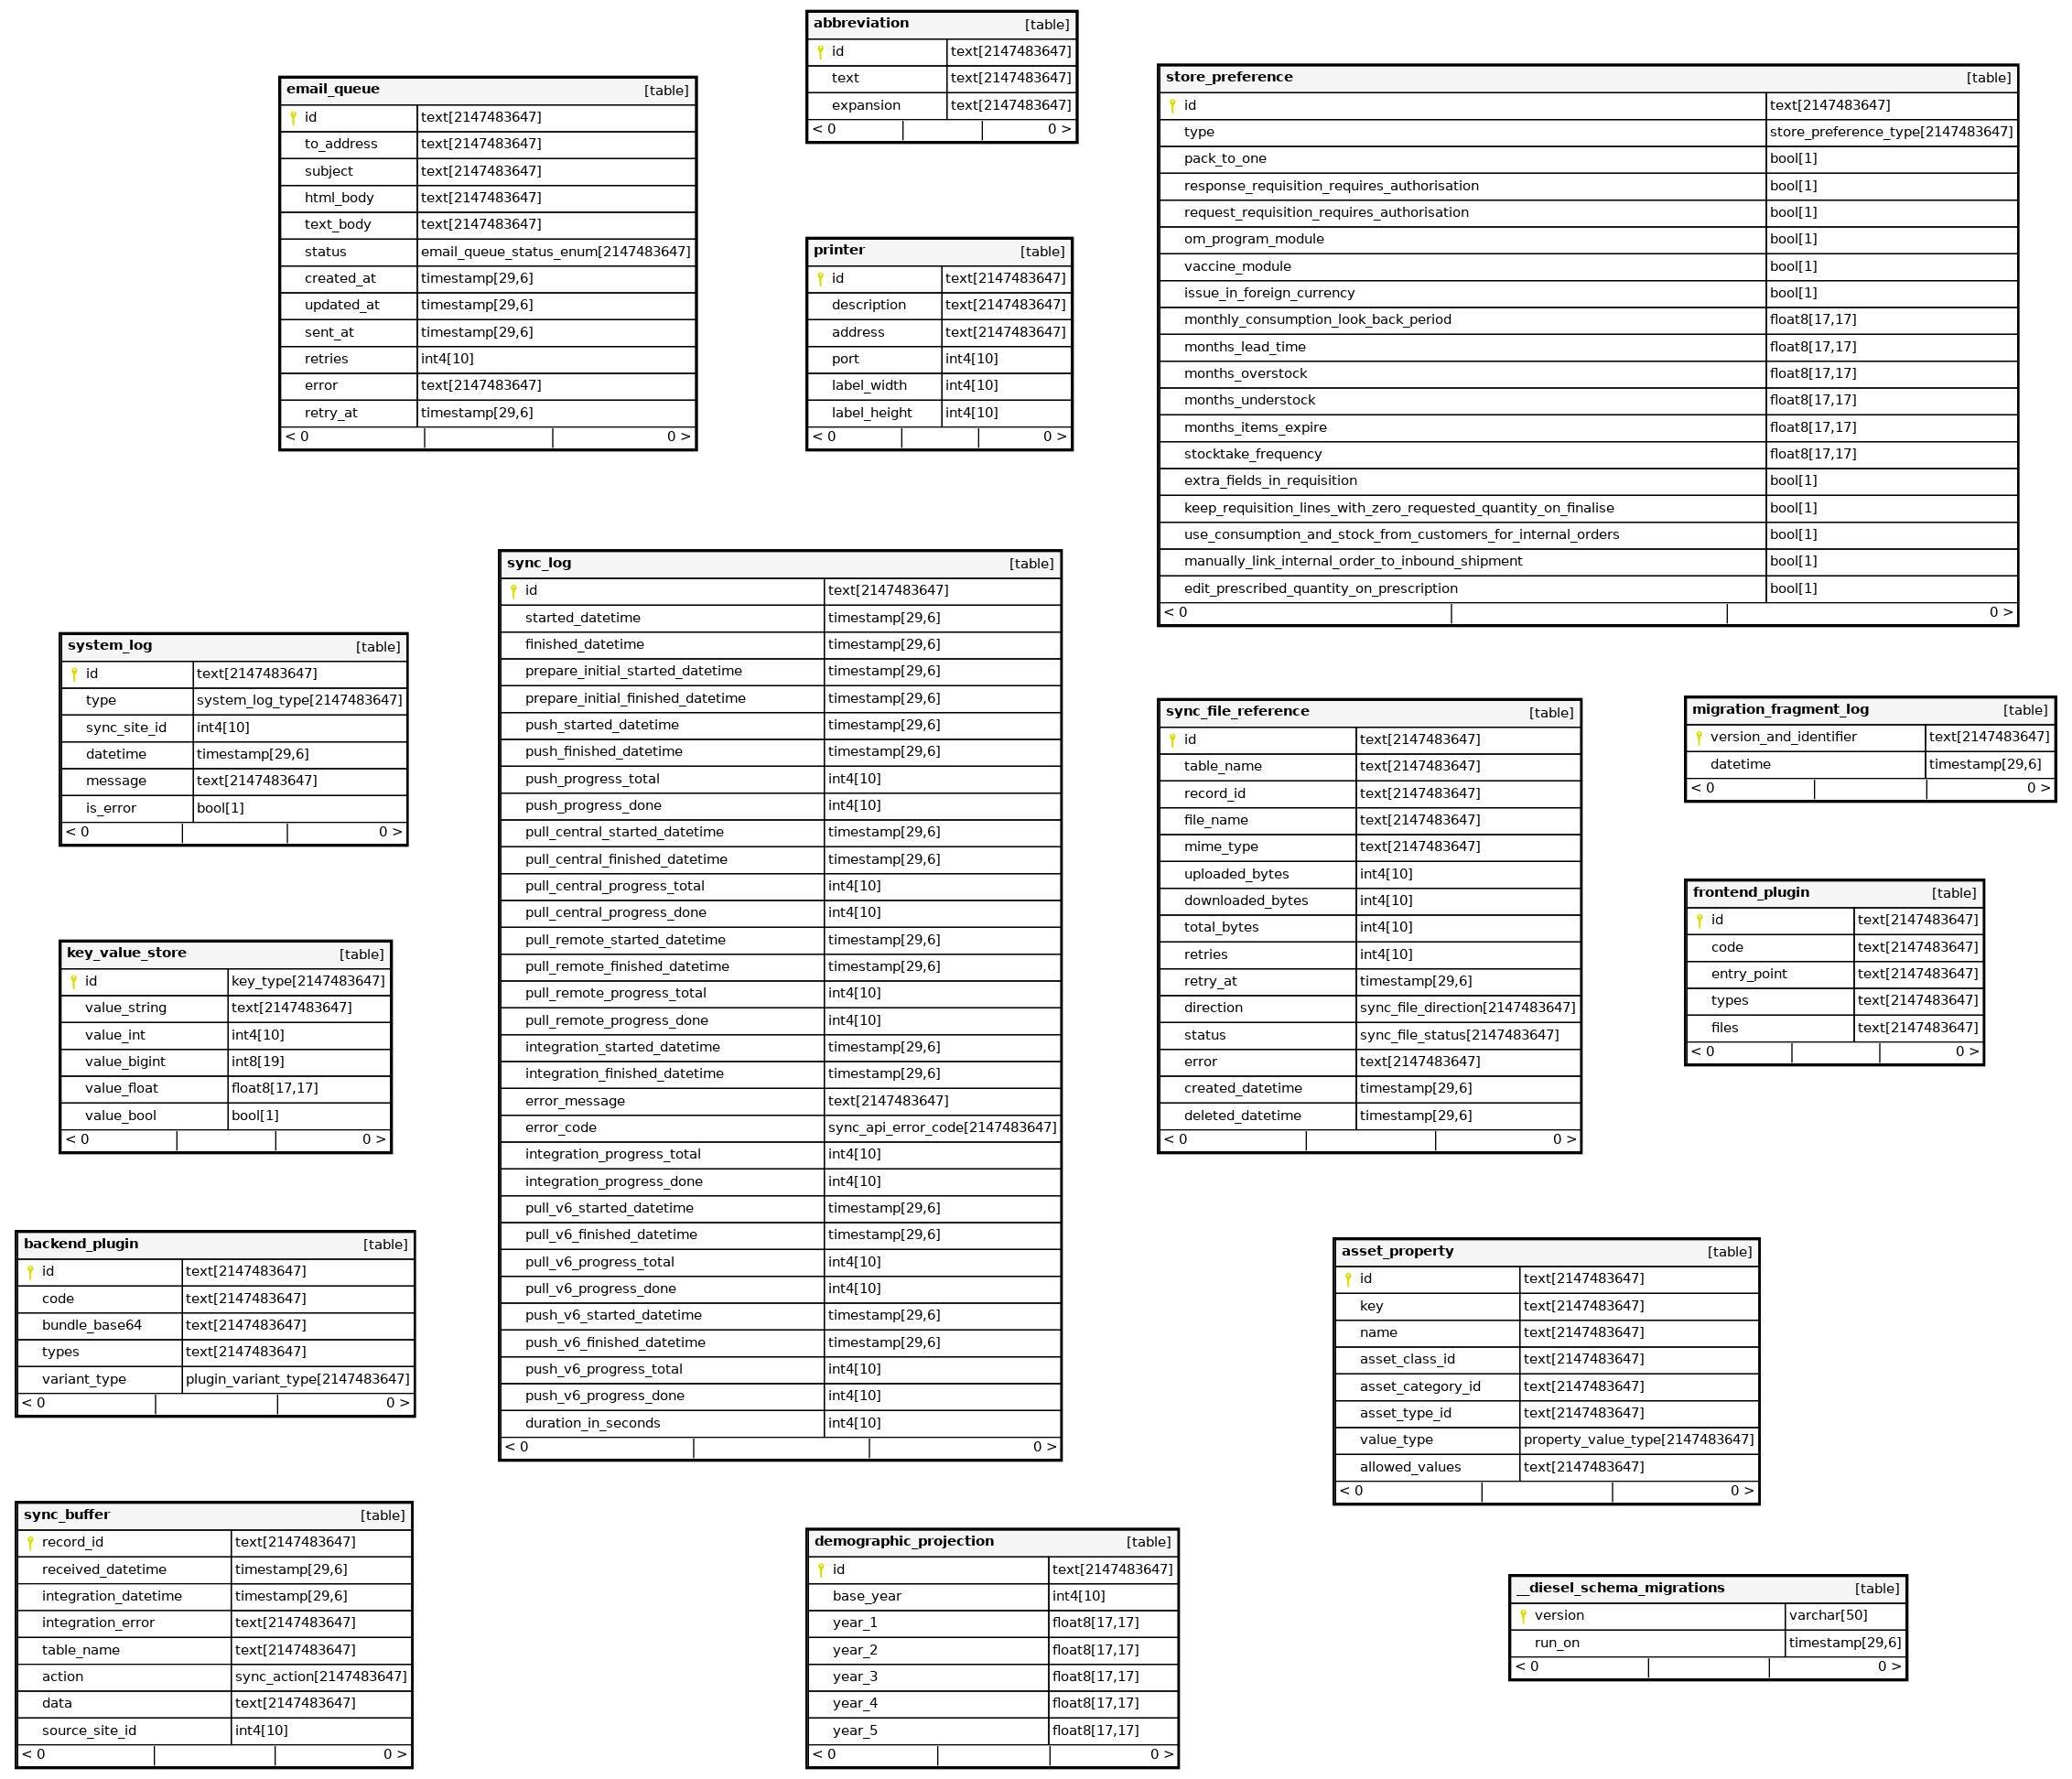 abbreviation [table]
id text[2147483647]
text text[2147483647]
expansion text[2147483647]
< 0 0 >
email_queue [table]
id text[2147483647]
to_address text[2147483647]
subject text[2147483647]
html_body text[2147483647]
text_body text[2147483647]
status email_queue_status_enum[2147483647]
created_at timestamp[29,6]
updated_at timestamp[29,6]
sent_at timestamp[29,6]
retries int4[10]
error text[2147483647]
retry_at timestamp[29,6]
< 0 0 >
printer [table]
id text[2147483647]
description text[2147483647]
address text[2147483647]
port int4[10]
label_width int4[10]
label_height int4[10]
< 0 0 >
store_preference [table]
id text[2147483647]
type store_preference_type[2147483647]
pack_to_one bool[1]
response_requisition_requires_authorisation bool[1]
request_requisition_requires_authorisation bool[1]
om_program_module bool[1]
vaccine_module bool[1]
issue_in_foreign_currency bool[1]
monthly_consumption_look_back_period float8[17,17]
months_lead_time float8[17,17]
months_overstock float8[17,17]
months_understock float8[17,17]
months_items_expire float8[17,17]
stocktake_frequency float8[17,17]
extra_fields_in_requisition bool[1]
keep_requisition_lines_with_zero_requested_quantity_on_finalise bool[1]
use_consumption_and_stock_from_customers_for_internal_orders bool[1]
manually_link_internal_order_to_inbound_shipment bool[1]
edit_prescribed_quantity_on_prescription bool[1]
< 0 0 >
system_log [table]
id text[2147483647]
type system_log_type[2147483647]
sync_site_id int4[10]
datetime timestamp[29,6]
message text[2147483647]
is_error bool[1]
< 0 0 >
key_value_store [table]
id key_type[2147483647]
value_string text[2147483647]
value_int int4[10]
value_bigint int8[19]
value_float float8[17,17]
value_bool bool[1]
< 0 0 >
backend_plugin [table]
id text[2147483647]
code text[2147483647]
bundle_base64 text[2147483647]
types text[2147483647]
variant_type plugin_variant_type[2147483647]
< 0 0 >
sync_buffer [table]
record_id text[2147483647]
received_datetime timestamp[29,6]
integration_datetime timestamp[29,6]
integration_error text[2147483647]
table_name text[2147483647]
action sync_action[2147483647]
data text[2147483647]
source_site_id int4[10]
< 0 0 >
sync_log [table]
id text[2147483647]
started_datetime timestamp[29,6]
finished_datetime timestamp[29,6]
prepare_initial_started_datetime timestamp[29,6]
prepare_initial_finished_datetime timestamp[29,6]
push_started_datetime timestamp[29,6]
push_finished_datetime timestamp[29,6]
push_progress_total int4[10]
push_progress_done int4[10]
pull_central_started_datetime timestamp[29,6]
pull_central_finished_datetime timestamp[29,6]
pull_central_progress_total int4[10]
pull_central_progress_done int4[10]
pull_remote_started_datetime timestamp[29,6]
pull_remote_finished_datetime timestamp[29,6]
pull_remote_progress_total int4[10]
pull_remote_progress_done int4[10]
integration_started_datetime timestamp[29,6]
integration_finished_datetime timestamp[29,6]
error_message text[2147483647]
error_code sync_api_error_code[2147483647]
integration_progress_total int4[10]
integration_progress_done int4[10]
pull_v6_started_datetime timestamp[29,6]
pull_v6_finished_datetime timestamp[29,6]
pull_v6_progress_total int4[10]
pull_v6_progress_done int4[10]
push_v6_started_datetime timestamp[29,6]
push_v6_finished_datetime timestamp[29,6]
push_v6_progress_total int4[10]
push_v6_progress_done int4[10]
duration_in_seconds int4[10]
< 0 0 >
sync_file_reference [table]
id text[2147483647]
table_name text[2147483647]
record_id text[2147483647]
file_name text[2147483647]
mime_type text[2147483647]
uploaded_bytes int4[10]
downloaded_bytes int4[10]
total_bytes int4[10]
retries int4[10]
retry_at timestamp[29,6]
direction sync_file_direction[2147483647]
status sync_file_status[2147483647]
error text[2147483647]
created_datetime timestamp[29,6]
deleted_datetime timestamp[29,6]
< 0 0 >
migration_fragment_log [table]
version_and_identifier text[2147483647]
datetime timestamp[29,6]
< 0 0 >
frontend_plugin [table]
id text[2147483647]
code text[2147483647]
entry_point text[2147483647]
types text[2147483647]
files text[2147483647]
< 0 0 >
asset_property [table]
id text[2147483647]
key text[2147483647]
name text[2147483647]
asset_class_id text[2147483647]
asset_category_id text[2147483647]
asset_type_id text[2147483647]
value_type property_value_type[2147483647]
allowed_values text[2147483647]
< 0 0 >
demographic_projection [table]
id text[2147483647]
base_year int4[10]
year_1 float8[17,17]
year_2 float8[17,17]
year_3 float8[17,17]
year_4 float8[17,17]
year_5 float8[17,17]
< 0 0 >
__diesel_schema_migrations [table]
version varchar[50]
run_on timestamp[29,6]
< 0 0 >